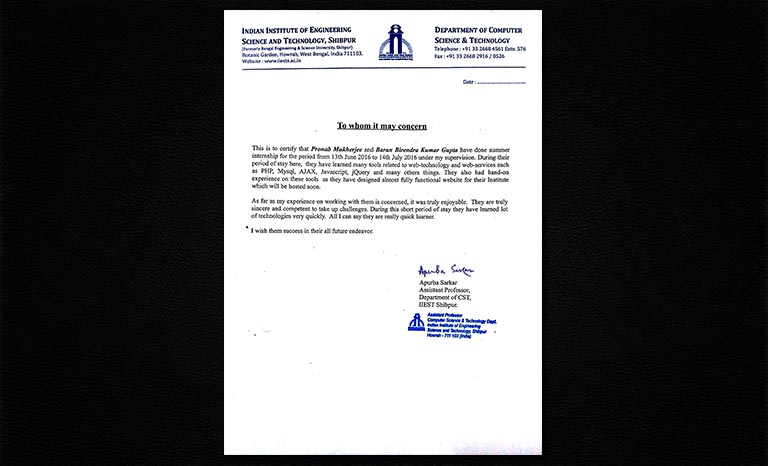 INDIAN INSTITUTE OF ENGINEERING
SCIENCE AND TECHNOLOGY, SHIBPUR
(Formerly Bengal Engineering & Science University, Shibpur)
Botanic Garden, Howrah, West Bengal, India 711103.
Website : www.iiests.ac.in
DEPARTMENT OF COMPUTER
SCIENCE & TECHNOLOGY
Telephone : +91 33 2668 4561 Extn. 576
Fax : +91 33 2668 2916 / 0526
Date :
To whom it may concern
This is to certify that Pronab Mukherjee and Barun Birendra Kumar Gupta have done summer
internship for the period from 13th June 2016 to 14th July 2016 under my supervision. During their
period of stay here, they have learned many tools related to web-technology and web-services such
as PHP, Mysql, AJAX, Javascript, jQuery and many others things. They also had hand-on
experience on these tools as they have designed almost fully functional website for their Institute
which will be hosted soon.
As far as my experience on working with them is concerned, it was truly enjoyable. They are truly
sincere and competent to take up challenges. During this short period of stay they have learned lot
of technologies very quickly. All I can say they are really quick learner.
I wish them success in their all future endeavor.
Apurba Sarkar
Apurba Sarkar
Assistant Professor,
Department of CST,
IIEST Shibpur.
Assistant Professor
Computer Science & Technology Dept.
Indian Institute of Engineering
Science and Technology, Shibpur
Howrah - 711 103 (India)